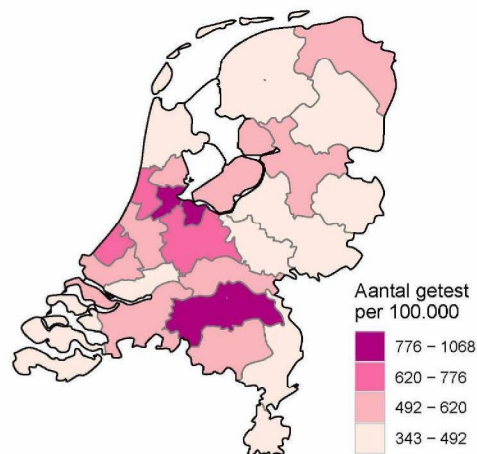 Aantal getest
per 100.000
776 – 1068
620 – 776
492 – 620
343 – 492